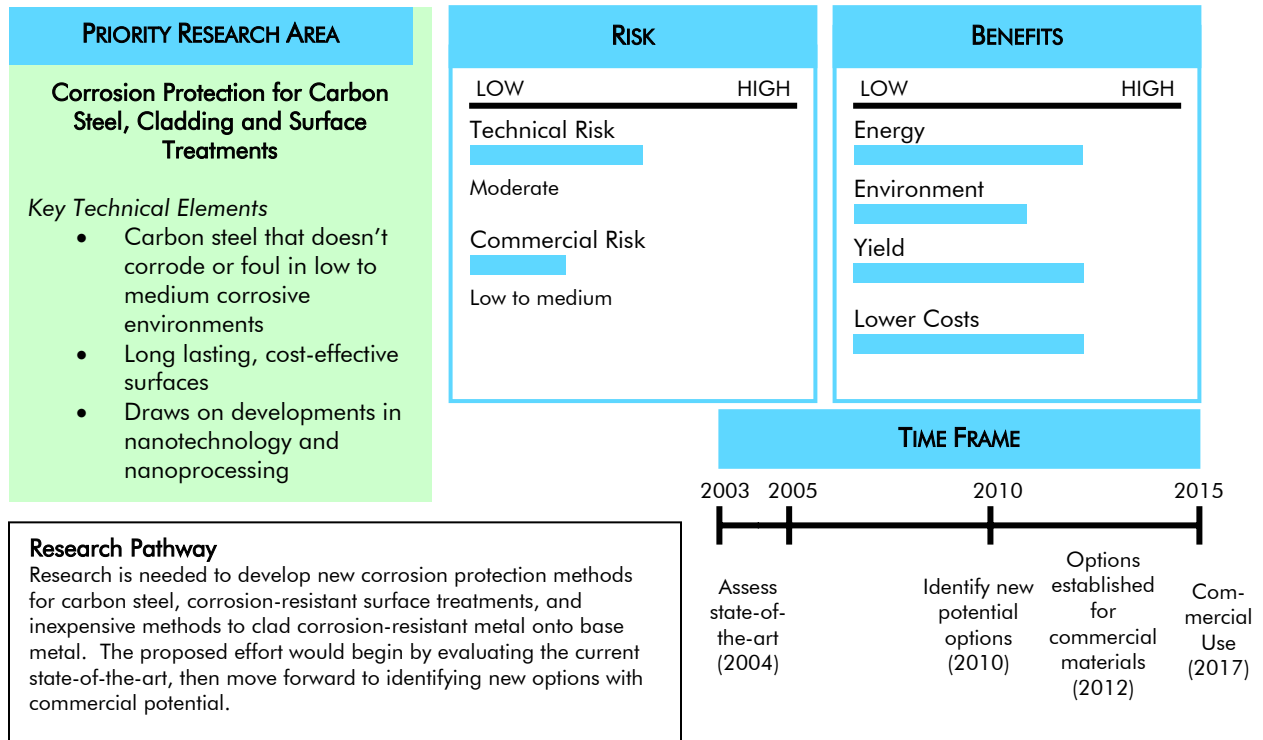 PRIORITY RESEARCH AREA
Corrosion Protection for Carbon
Steel, Cladding and Surface
Treatments
Key Technical Elements
• Carbon steel that doesn’t
corrode or foul in low to
medium corrosive
environments
• Long lasting, cost-effective
surfaces
• Draws on developments in
nanotechnology and
nanoprocessing
RISK
LOW HIGH
Technical Risk
Moderate
Commercial Risk
Low to medium
BENEFITS
LOW HIGH
Energy
Environment
Yield
Lower Costs
TIME FRAME
2003 2005 2010 2015
Assess
state-of-
the-art
(2004)
Identify new
potential
options
(2010)
Options
established
for
commercial
materials
(2012)
Com-
mercial
Use
(2017)
Research Pathway
Research is needed to develop new corrosion protection methods
for carbon steel, corrosion-resistant surface treatments, and
inexpensive methods to clad corrosion-resistant metal onto base
metal.  The proposed effort would begin by evaluating the current
state-of-the-art, then move forward to identifying new options with
commercial potential.